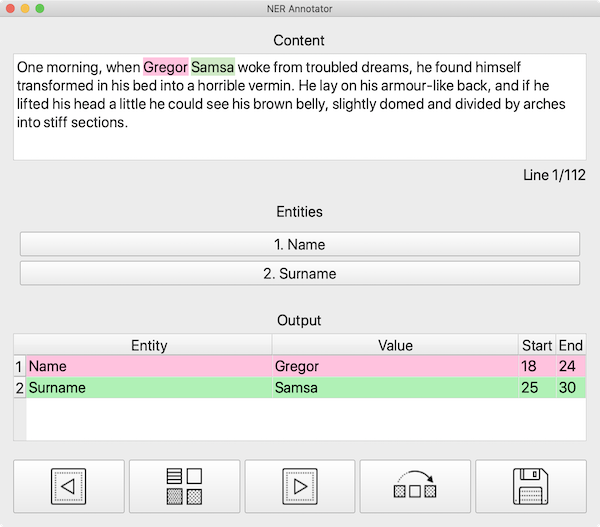 NER Annotator
Content
One morning, when Gregor Samsa woke from troubled dreams, he found himself
transformed in his bed into a horrible vermin. He lay on his armour-like back, and if he
lifted his head a little he could see his brown belly, slightly domed and divided by arches
into stiff sections.
Line 1/112
Entities
1. Name
2. Surname
Output
Entity Value Start End
1 Name Gregor 18 24
2 Surname Samsa 25 30